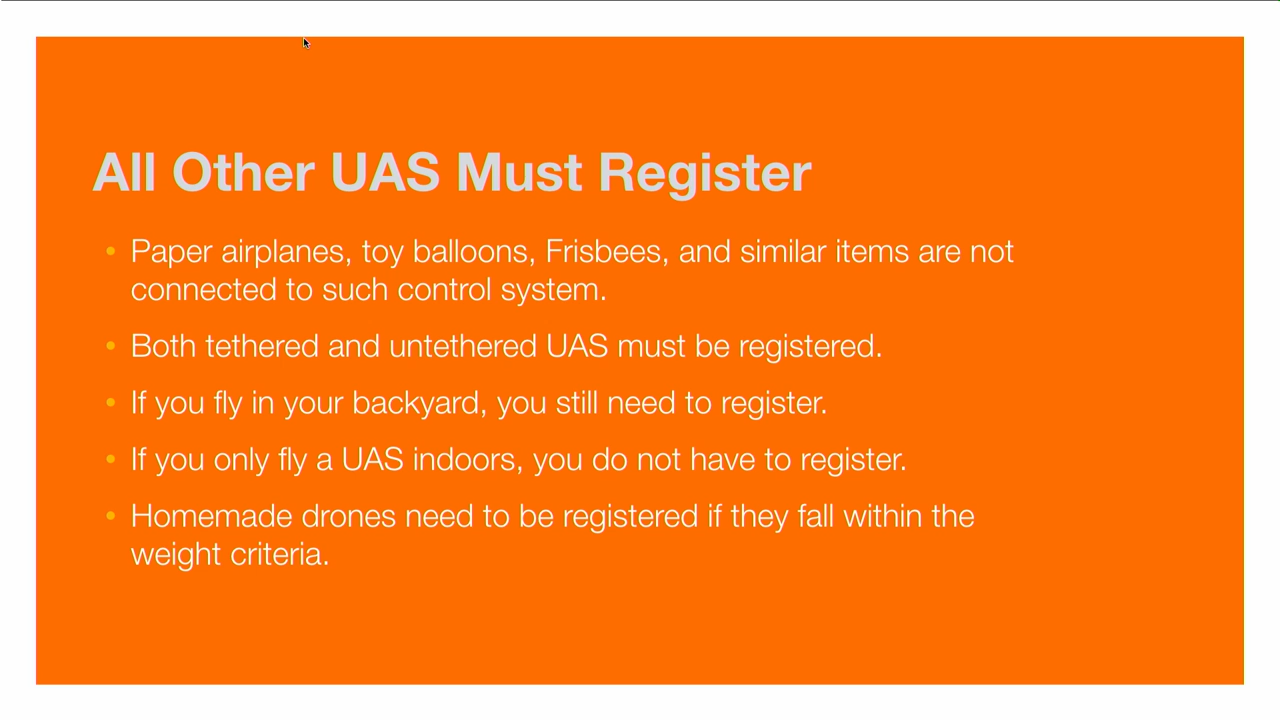 All Other UAS Must Register
• Paper airplanes, toy balloons, Frisbees, and similar items are not
connected to such control system.
• Both tethered and untethered UAS must be registered.
• If you fly in your backyard, you still need to register.
• If you only fly a UAS indoors, you do not have to register.
• Homemade drones need to be registered if they fall within the
weight criteria.